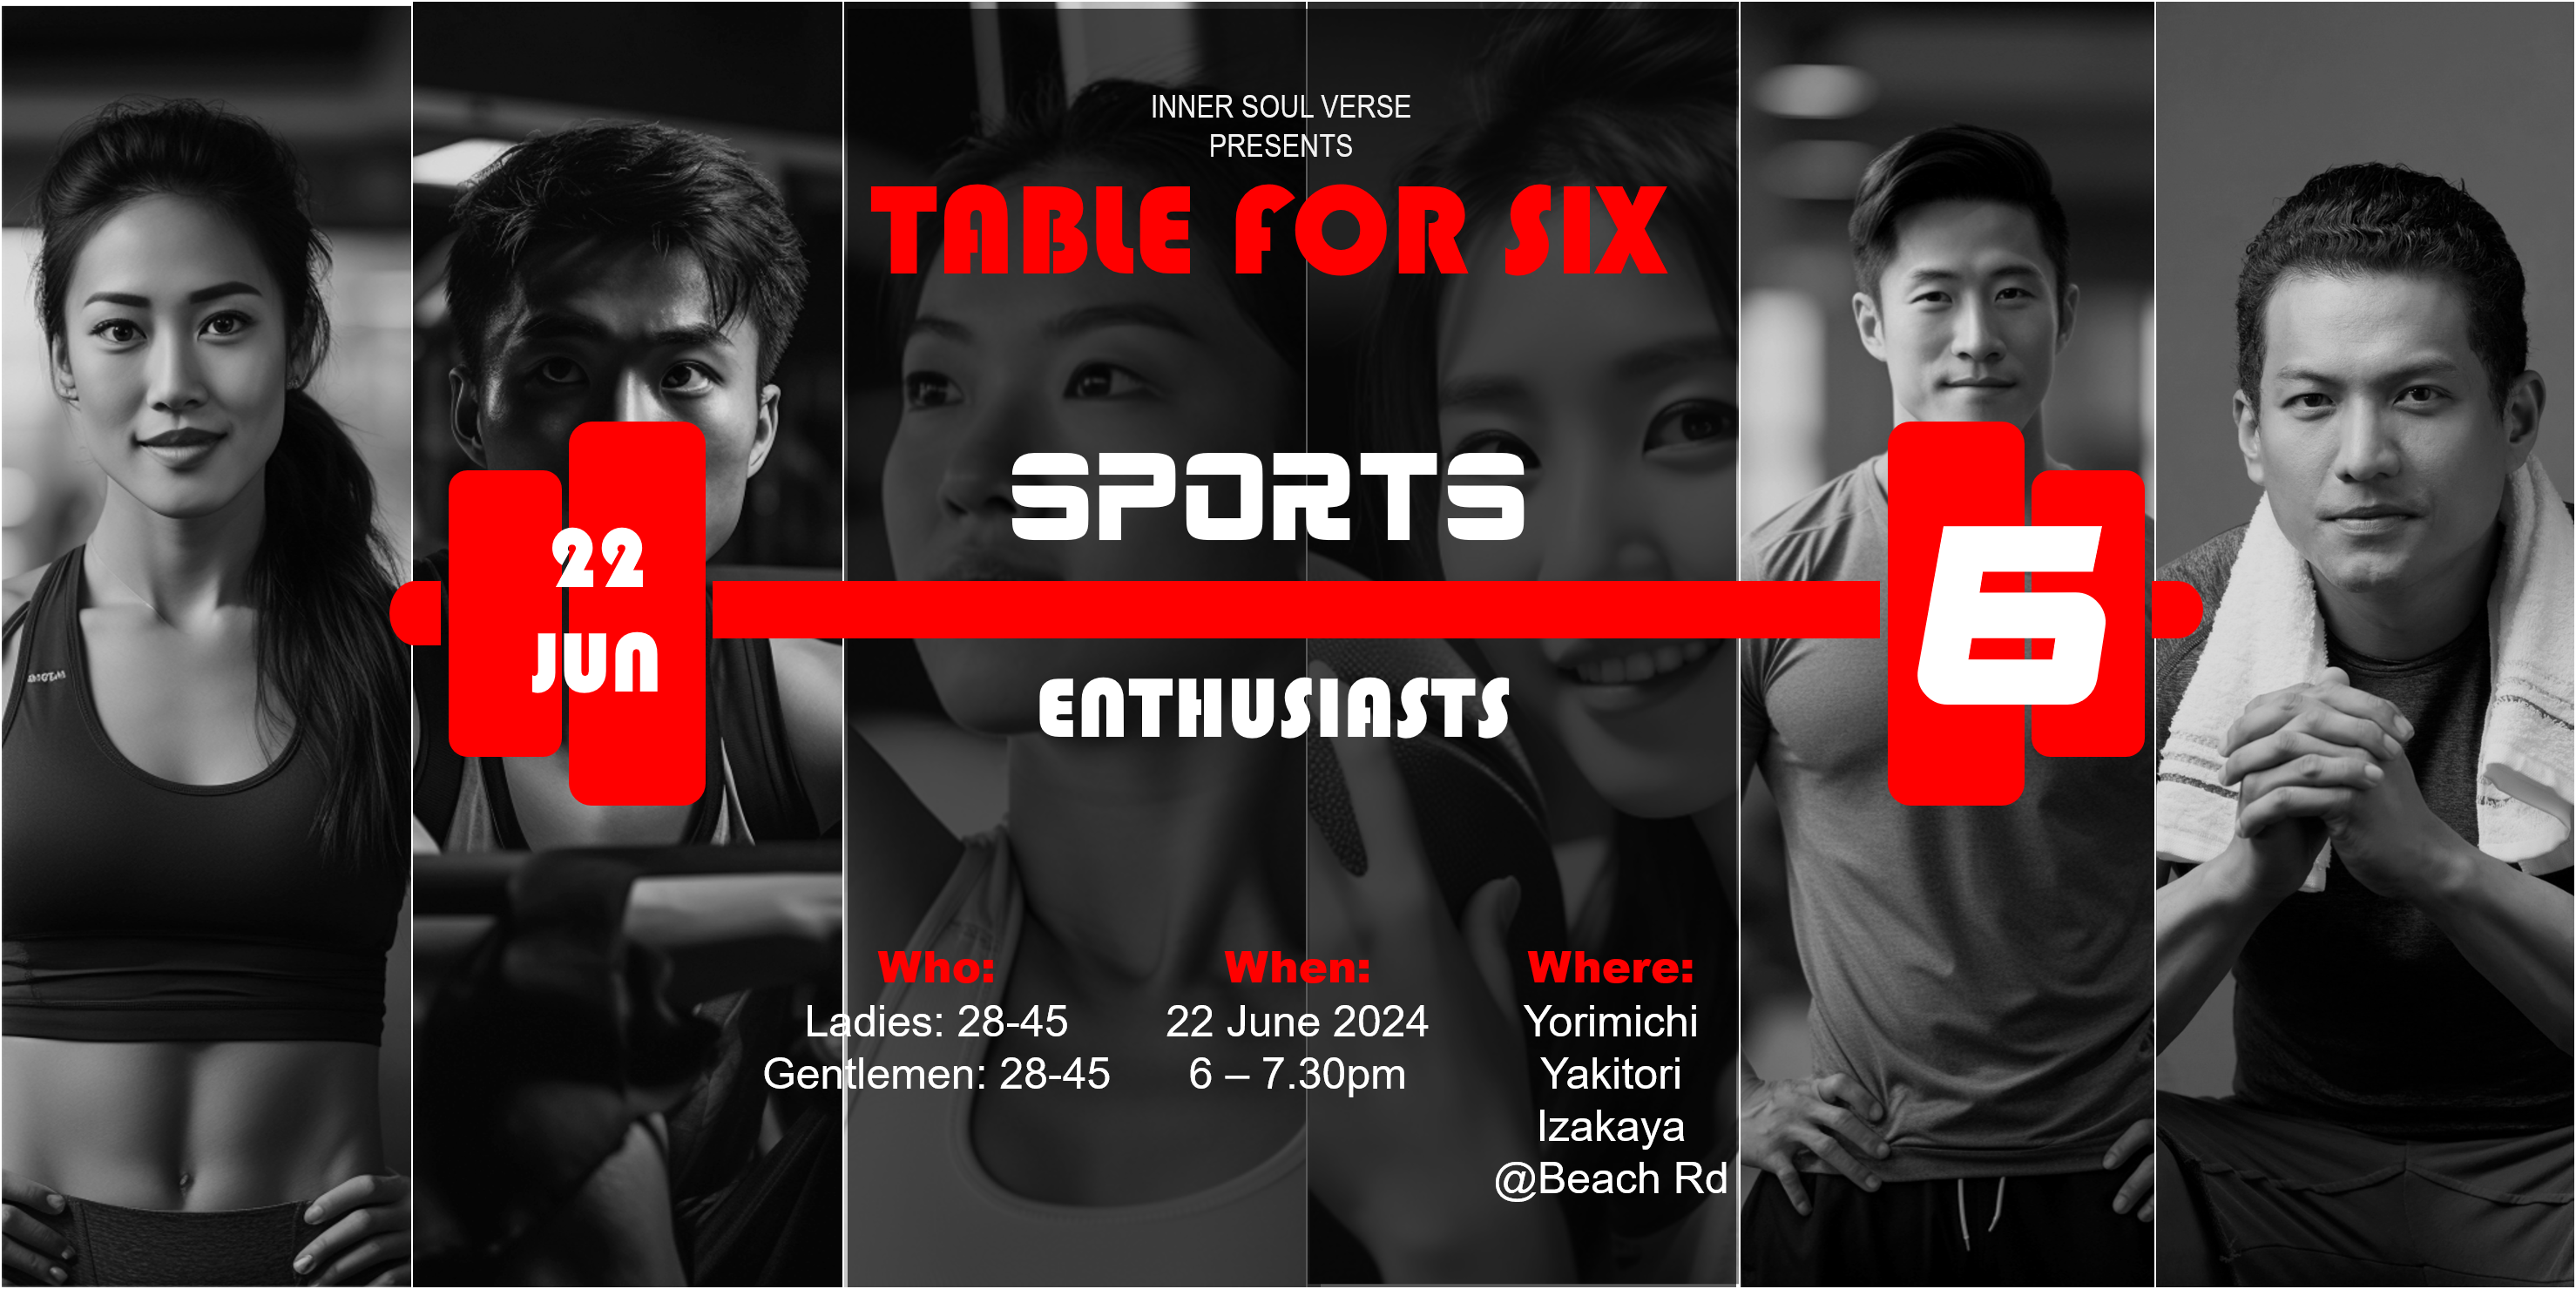 INNER SOUL VERSE
PRESENTS
TABLE FOR SIX
SPORTS
22
JUN
6
ENTHUSIASTS
Who:
Ladies: 28-45
Gentlemen: 28-45
When:
22 June 2024
6 – 7.30pm
Where:
Yorimichi
Yakitori
Izakaya
@Beach Rd